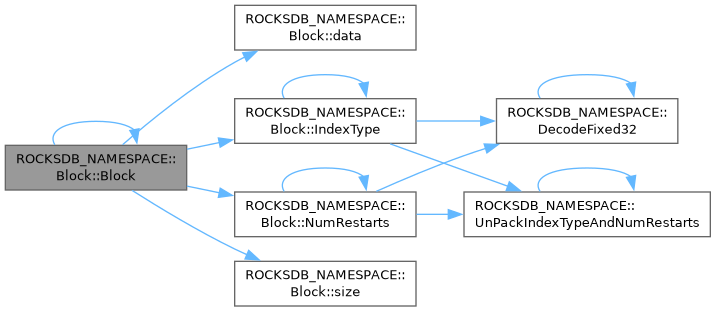 ROCKSDB_NAMESPACE::
Block::Block
ROCKSDB_NAMESPACE::
Block::data
ROCKSDB_NAMESPACE::
Block::IndexType
ROCKSDB_NAMESPACE::
Block::NumRestarts
ROCKSDB_NAMESPACE::
Block::size
ROCKSDB_NAMESPACE::
DecodeFixed32
ROCKSDB_NAMESPACE::
UnPackIndexTypeAndNumRestarts